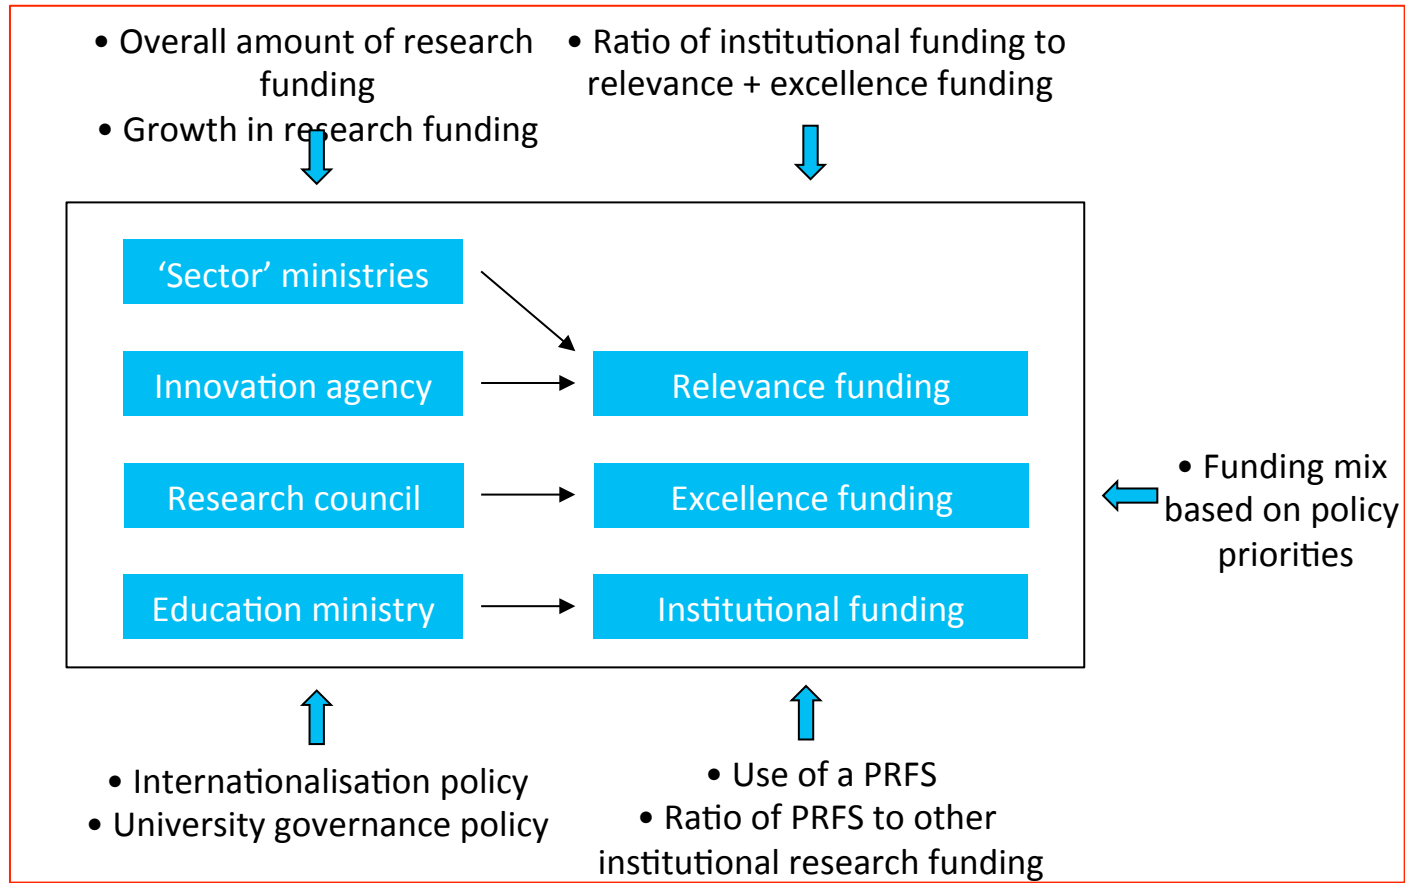 • Overall amount of research
funding
• Growth in research funding
• Ratio of institutional funding to
relevance + excellence funding
‘Sector’ ministries
Innovation agency
Relevance funding
Research council
Excellence funding
Education ministry
Institutional funding
• Funding mix
based on policy
priorities
• Internationalisation policy
• University governance policy
• Use of a PRFS
• Ratio of PRFS to other
institutional research funding